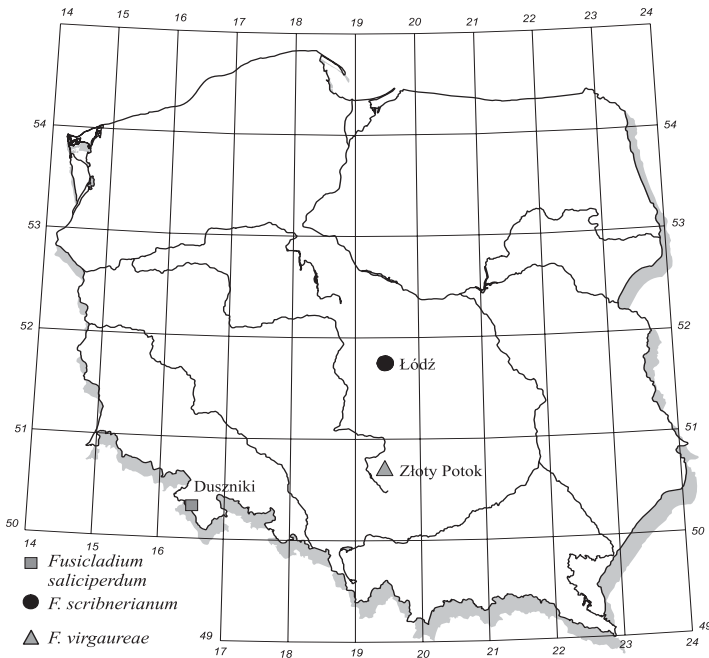 14 15 16 17 18 19 20 21 22 23 24
54 54
53 53
52 52
Łódź
51 51
Złoty Potok
Duszniki
50 50
14 15 16
Fusicladium
saliciperdum
F. scribnerianum
F. virgaureae
49 49
17 18 19 20 21 22 23 24